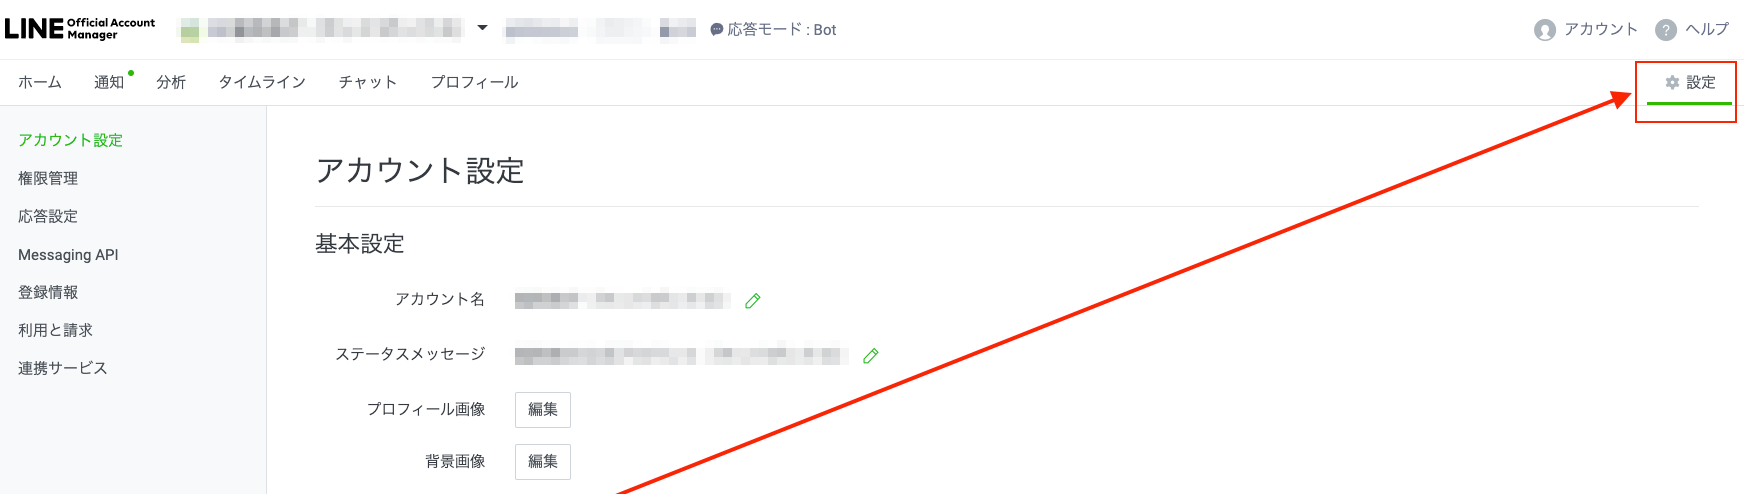 LINE Official Account Manager
応答モード : Bot
アカウント
? ヘルプ
ホーム 通知 分析 タイムライン チャット プロフィール 設定
アカウント設定
権限管理
応答設定
Messaging API
登録情報
利用と請求
連携サービス
アカウント設定
基本設定
アカウント名
ステータスメッセージ
プロフィール画像 編集
背景画像 編集